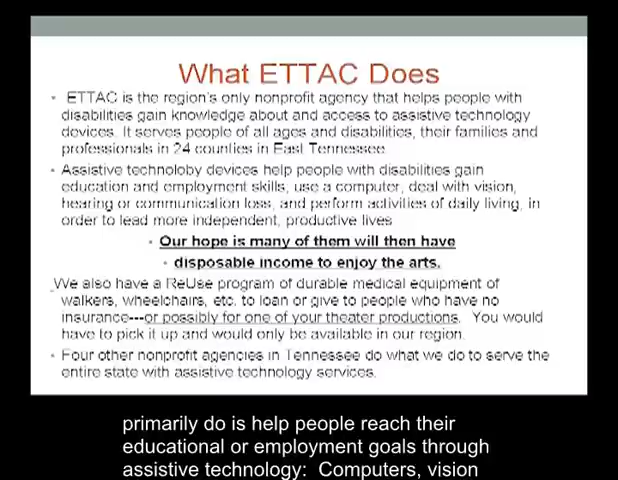 What ETTAC Does
• ETTAC is the region's only nonprofit agency that helps people with
disabilities gain knowledge about and access to assistive technology
devices. It serves people of all ages and disabilities, their families and
professionals in 24 counties in East Tennessee.
• Assistive technoloby devices help people with disabilities gain
education and employment skills, use a computer, deal with vision,
hearing or communication loss, and perform activities of daily living, in
order to lead more independent, productive lives
• Our hope is many of them will then have
• disposable income to enjoy the arts.
We also have a ReUse program of durable medical equipment of
walkers, wheelchairs, etc. to loan or give to people who have no
insurance---or possibly for one of your theater productions. You would
have to pick it up and would only be available in our region.
• Four other nonprofit agencies in Tennessee do what we do to serve the
entire state with assistive technology services.
primarily do is help people reach their
educational or employment goals through
assistive technology: Computers, vision